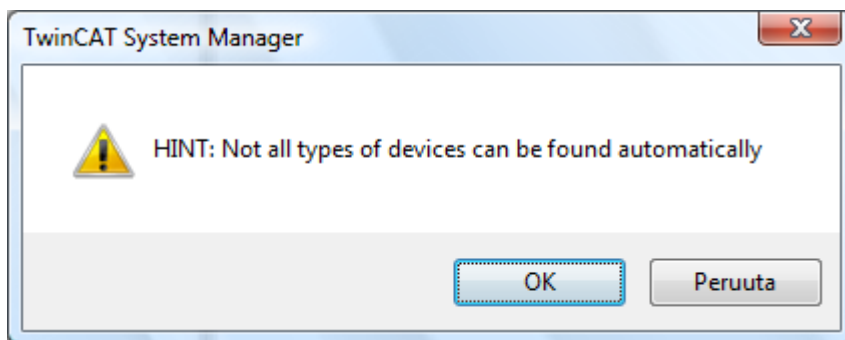 TwinCAT System Manager
HINT: Not all types of devices can be found automatically
OK
Peruuta